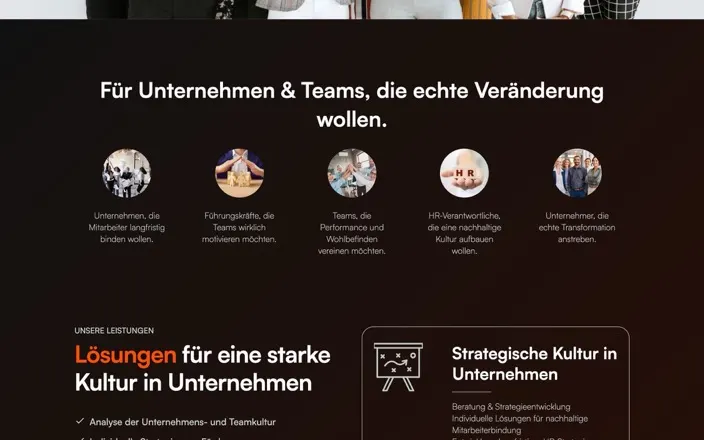 Für Unternehmen & Teams, die echte Veränderung
wollen.
Unternehmen, die
Mitarbeiter langfristig
binden wollen.
Führungskräfte, die
Teams wirklich
motivieren möchten.
Teams, die
Performance und
Wohlbefinden
vereinen möchten.
HR
HR-Verantwortliche,
die eine nachhaltige
Kultur aufbauen
wollen.
Unternehmer, die
echte Transformation
anstreben.
UNSERE LEISTUNGEN
Lösungen für eine starke
Kultur in Unternehmen
Analyse der Unternehmens- und Teamkultur
Strategische Kultur in
Unternehmen
Beratung & Strategieentwicklung
Individuelle Lösungen für nachhaltige
Mitarbeiterbindung